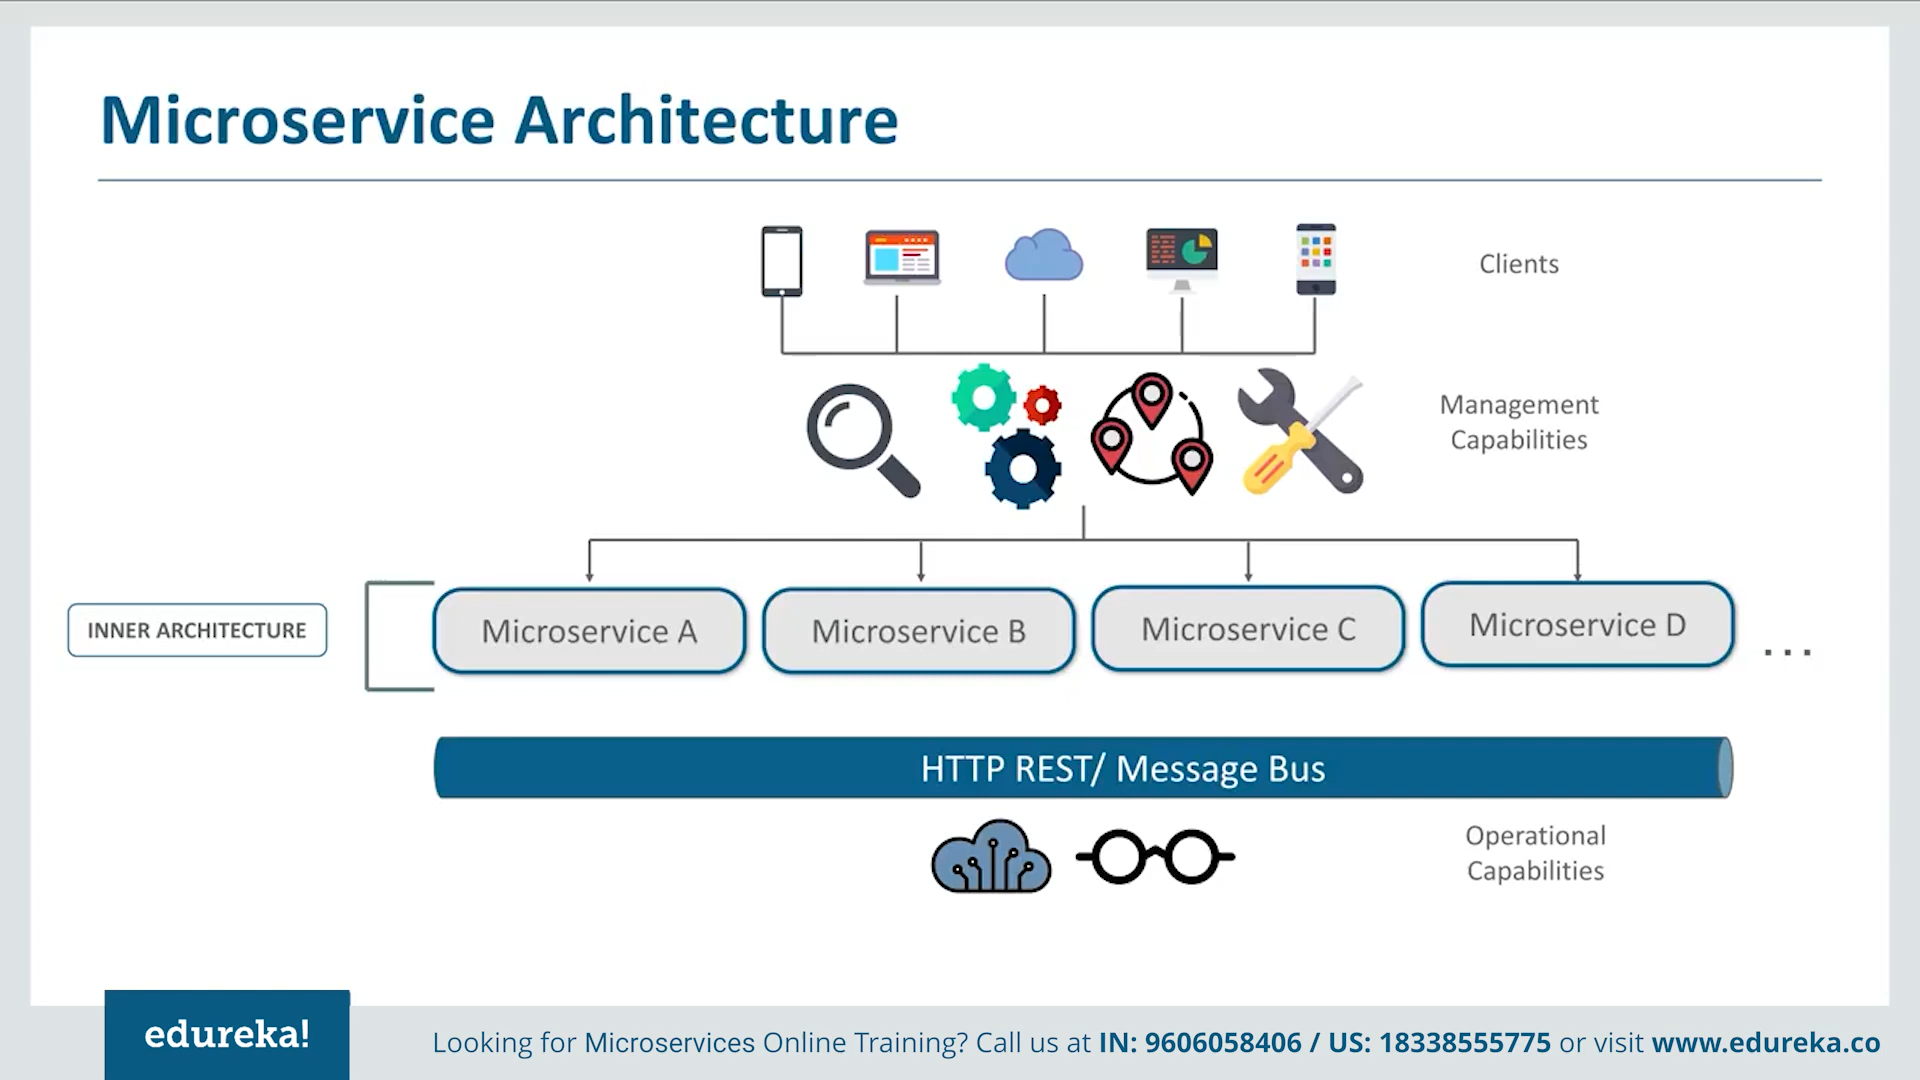 Microservice Architecture
Clients
Management
Capabilities
INNER ARCHITECTURE
Microservice A
Microservice B
Microservice C
Microservice D
...
HTTP REST/ Message Bus
Operational
Capabilities
edureka!
Looking for Microservices Online Training? Call us at IN: 9606058406 / US: 18338555775 or visit www.edureka.co